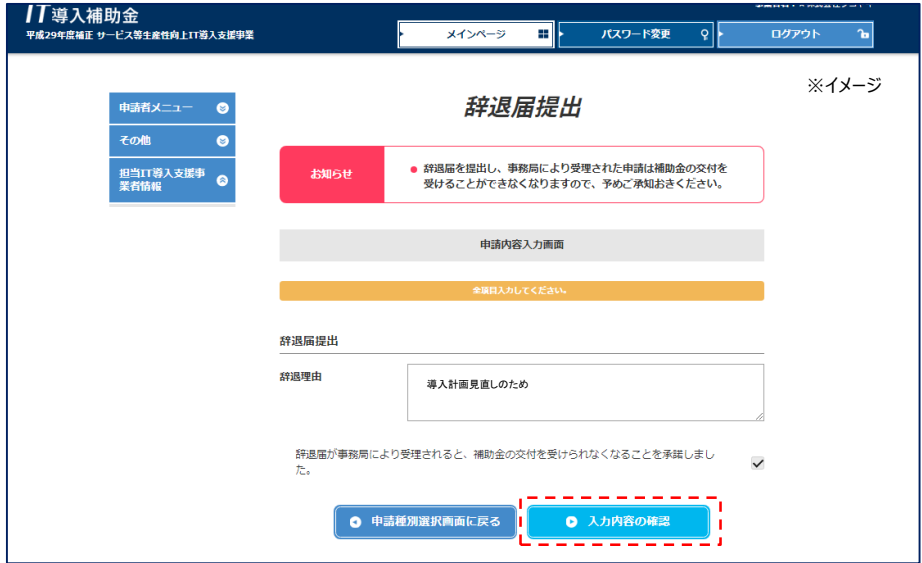 IT導入補助金
平成29年度補正 サービス等生産性向上IT導入支援事業
メインページ
パスワード変更
ログアウト
※イメージ
申請者メニュー
その他
担当IT導入支援事
業者情報
辞退届提出
お知らせ
辞退届を提出し、事務局により受理された申請は補助金の交付を
受けることができなくなりますので、予めご承知おきください。
申請内容入力画面
全項目入力してください。
辞退届提出
辞退理由
導入計画見直しのため
辞退届が事務局により受理されると、補助金の交付を受けられなくなることを承諾しまし
た。
申請種別選択画面に戻る
入力内容の確認